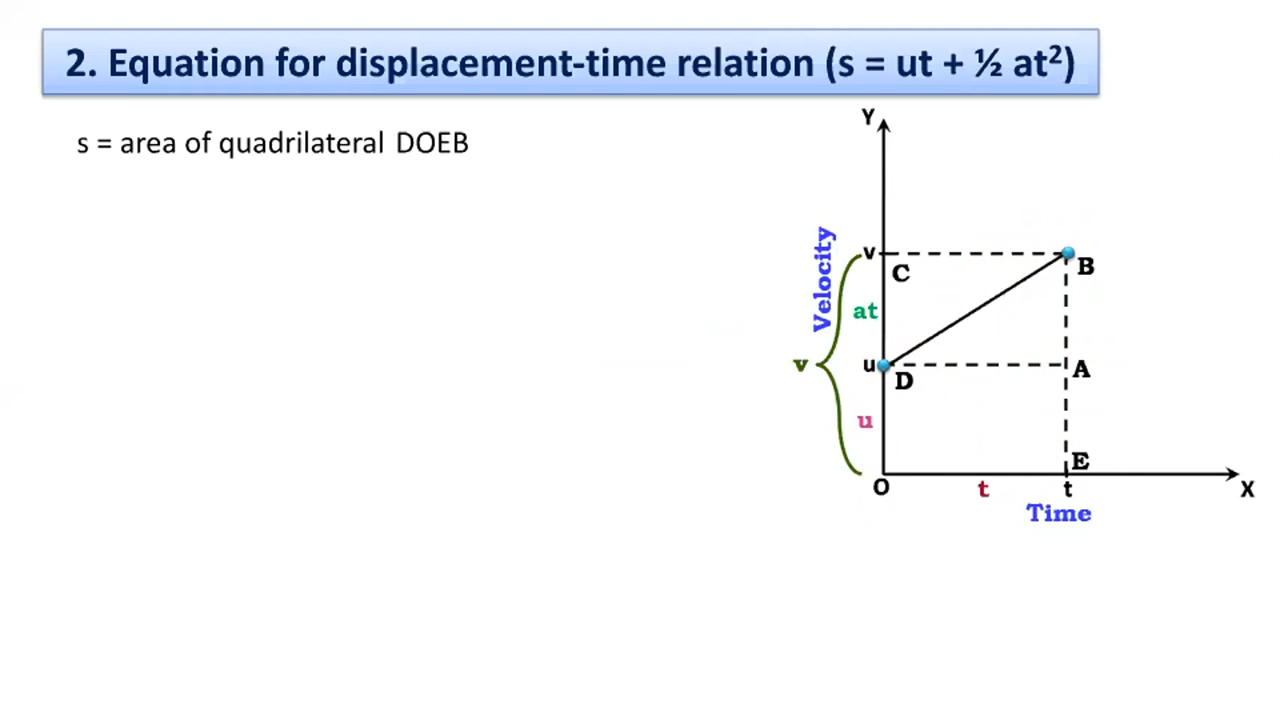 2. Equation for displacement-time relation (s = ut + ½ at²)
s = area of quadrilateral DOEB
Y
Velocity
v
C
B
at
v
u
D
A
u
E
O
t
t
X
Time